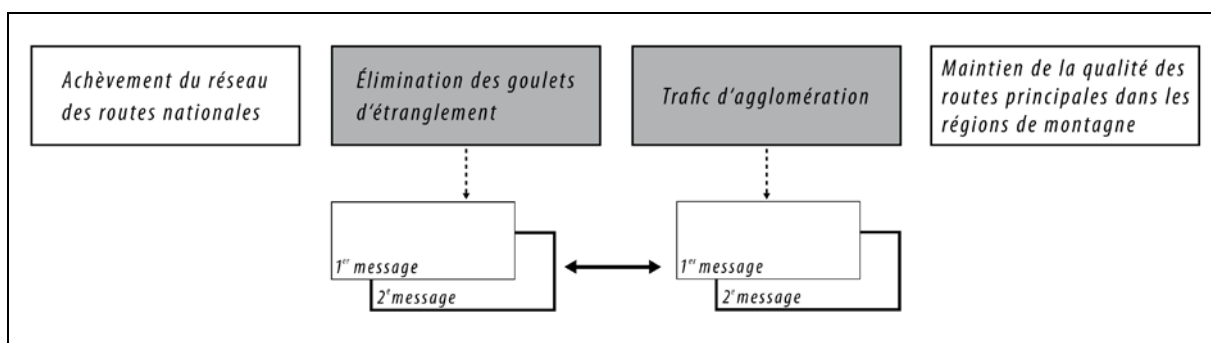 Achèvement du réseau
des routes nationales
Élimination des goulets
d'étranglement
Trafic d'agglomération
Maintien de la qualité des
routes principales dans les
régions de montagne
1er message
2e message
1er message
2e message